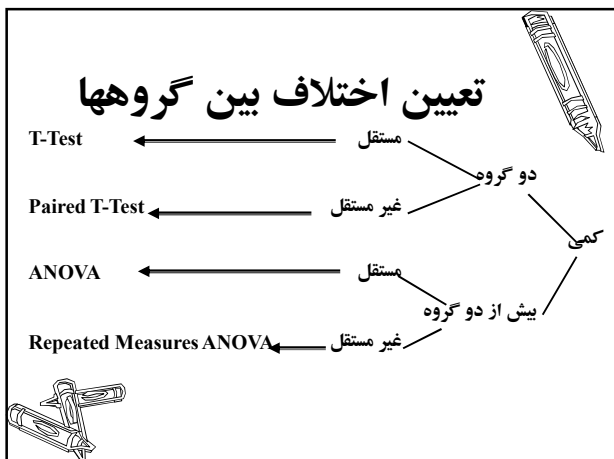 تعیین اختلاف بین گروهها
مستقل T-Test
دو گروه
غیر مستقل Paired T-Test
کمی
مستقل ANOVA
بیش از دو گروه
غیر مستقل Repeated Measures ANOVA